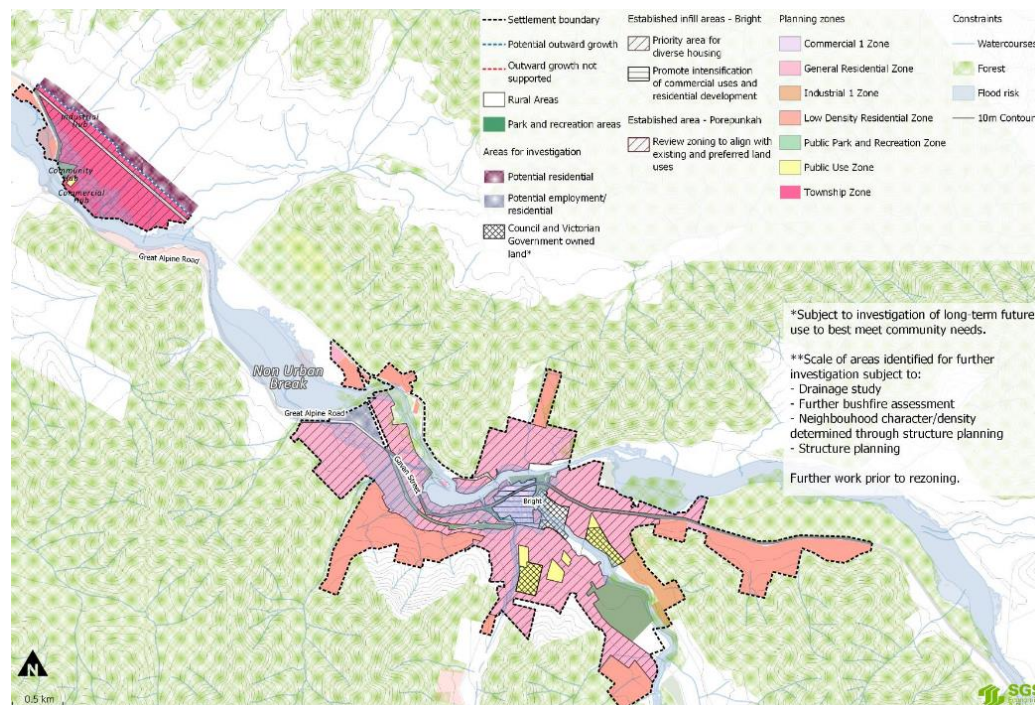 Settlement boundary
Potential outward growth
Outward growth not
supported
Rural Areas
Park and recreation areas
Areas for investigation
Potential residential
Potential employment/
residential
Council and Victorian
Government owned
land*
Established infill areas - Bright
Priority area for
diverse housing
Promote intensification
of commercial uses and
residential development
Established area - Porepunkah
Review zoning to align with
existing and preferred land
uses
Planning zones
Commercial 1 Zone
General Residential Zone
Industrial 1 Zone
Low Density Residential Zone
Public Park and Recreation Zone
Public Use Zone
Township Zone
Constraints
Watercourses
Forest
Flood risk
10m Contour
Industrial
Hub
Community
Hub
Commercial
Hub
Great Alpine Road
Non Urban
Break
Great Alpine Road
Gavan Street
Bright
*Subject to investigation of long-term future
use to best meet community needs.
**Scale of areas identified for further
investigation subject to:
- Drainage study
- Further bushfire assessment
- Neighbouhood character/density
determined through structure planning
- Structure planning
Further work prior to rezoning.
N
0.5 km
SGS